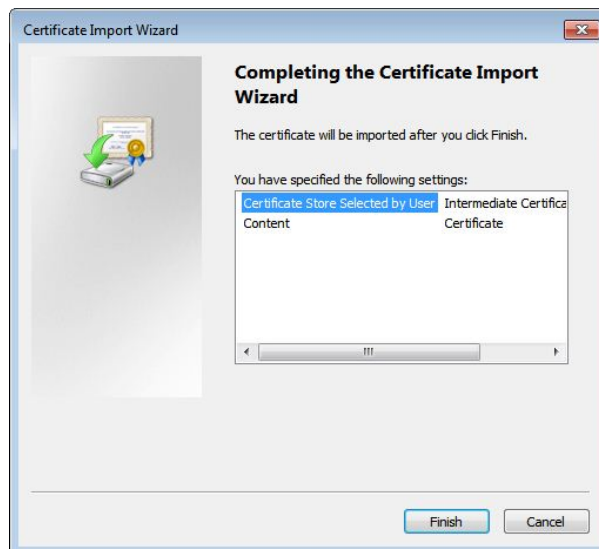 Certificate Import Wizard
Completing the Certificate Import
Wizard
The certificate will be imported after you click Finish.
You have specified the following settings:
Certificate Store Selected by User Intermediate Certifica
Content Certificate
Finish Cancel